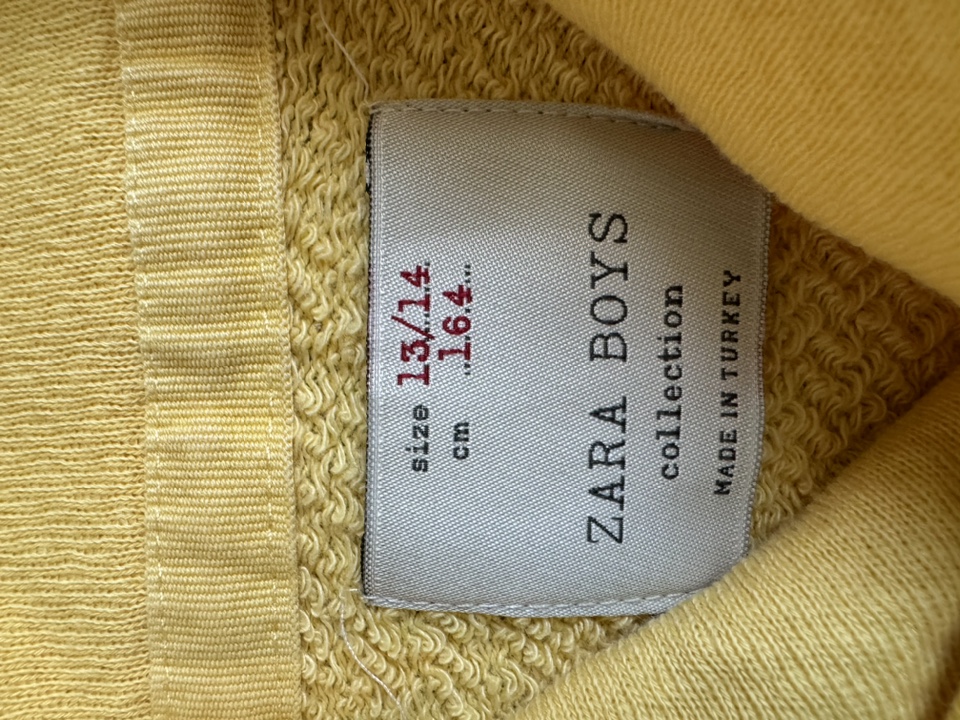 size 13/14
cm 164
ZARA BOYS
collection
MADE IN TURKEY